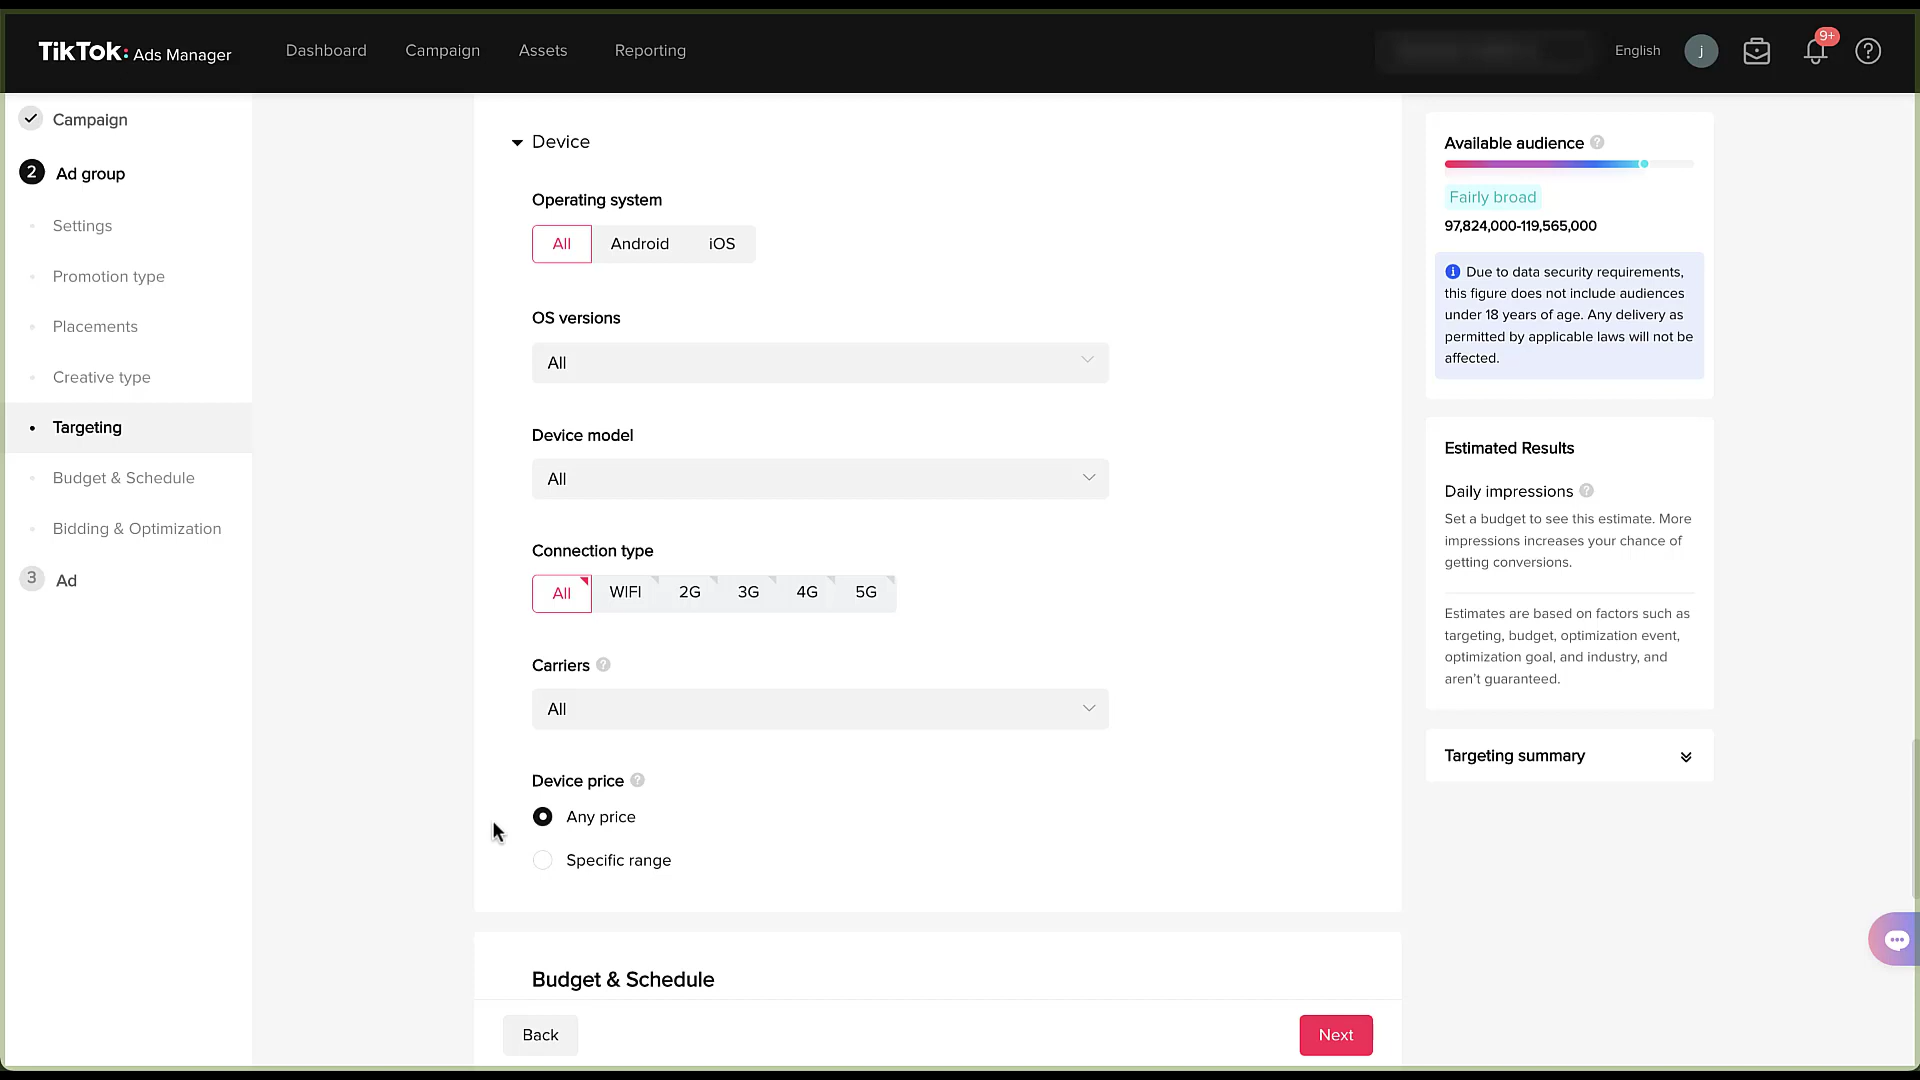 TikTok: Ads Manager
Dashboard
Campaign
Assets
Reporting
English
j
9+
Campaign
2 Ad group
Settings
Promotion type
Placements
Creative type
Targeting
Budget & Schedule
Bidding & Optimization
3 Ad
Device
Operating system
All Android iOS
OS versions
All
Device model
All
Connection type
All WIFI 2G 3G 4G 5G
Carriers
All
Device price
Any price
Specific range
Budget & Schedule
Back
Next
Available audience
Fairly broad
97,824,000-119,565,000
Due to data security requirements,
this figure does not include audiences
under 18 years of age. Any delivery as
permitted by applicable laws will not be
affected.
Estimated Results
Daily impressions
Set a budget to see this estimate. More
impressions increases your chance of
getting conversions.
Estimates are based on factors such as
targeting, budget, optimization event,
optimization goal, and industry, and
aren't guaranteed.
Targeting summary